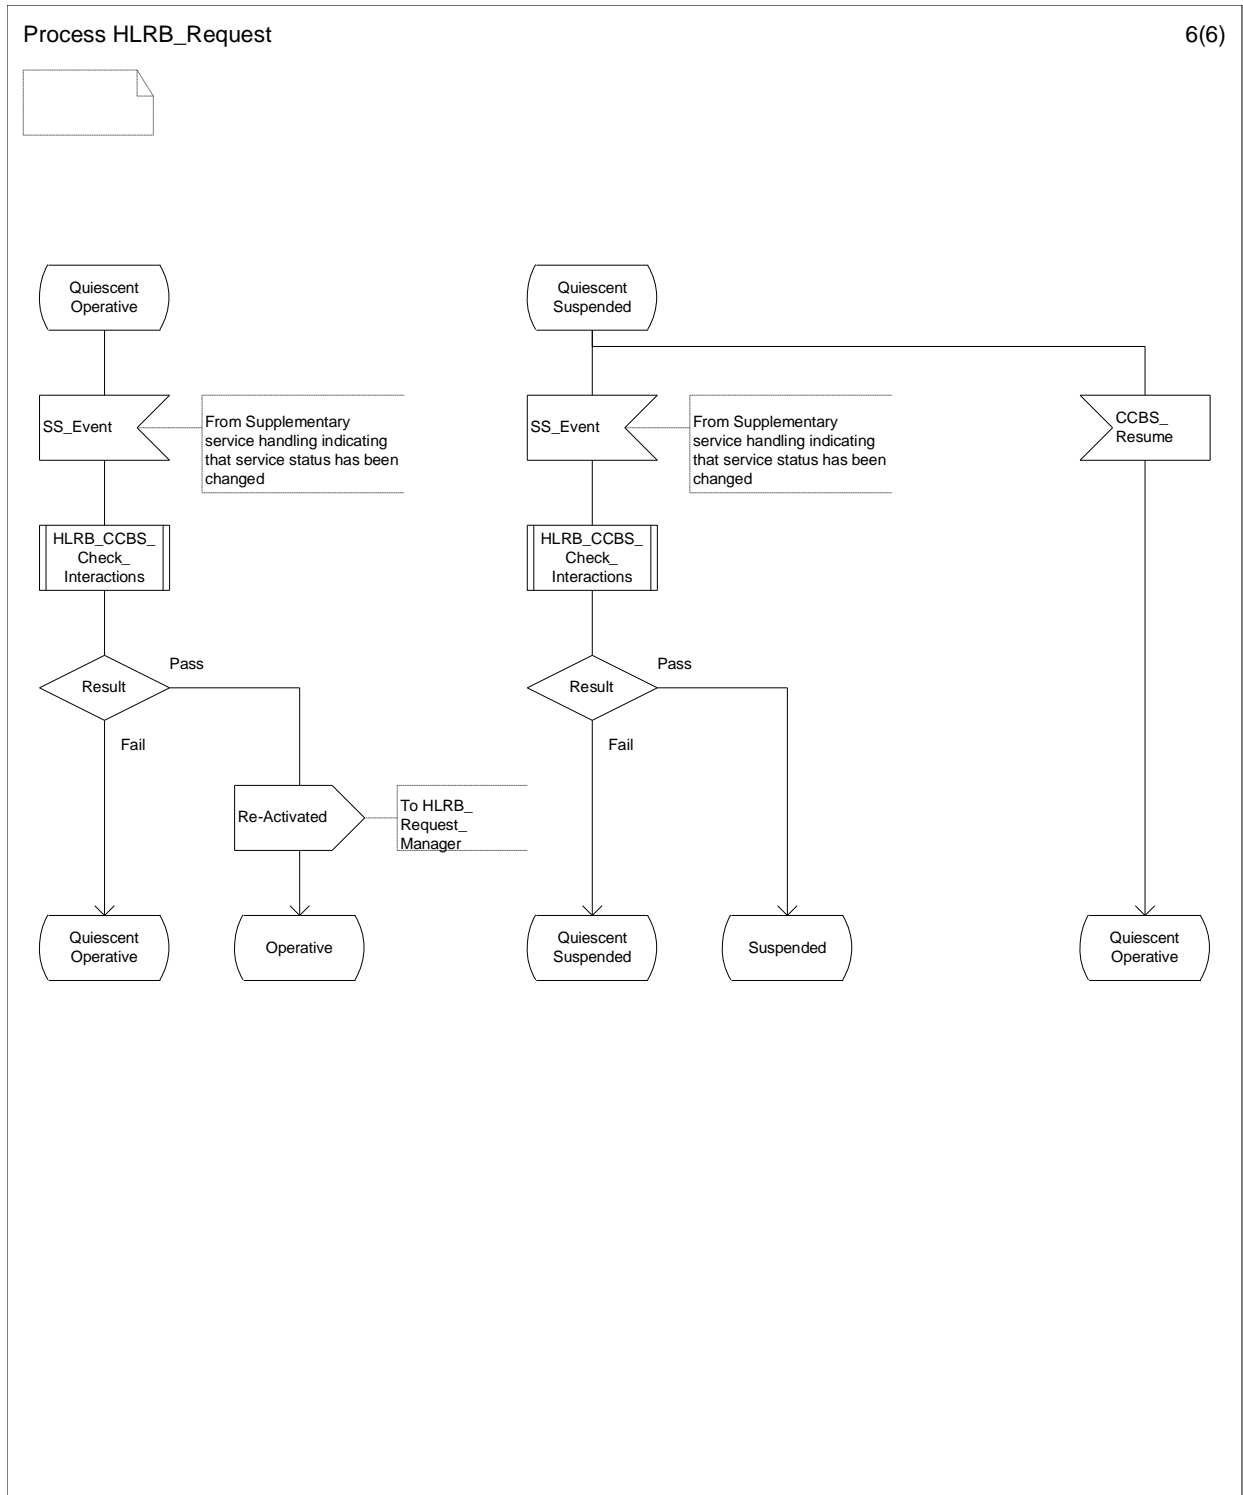 Process HLRB_Request
6(6)
Quiescent
Operative
Quiescent
Suspended
SS_Event
From Supplementary
service handling indicating
that service status has been
changed
SS_Event
From Supplementary
service handling indicating
that service status has been
changed
CCBS_
Resume
HLRB_CCBS_
Check_
Interactions
HLRB_CCBS_
Check_
Interactions
Result
Pass
Fail
Result
Pass
Fail
Re-Activated
To HLRB_
Request_
Manager
Quiescent
Operative
Operative
Quiescent
Suspended
Suspended
Quiescent
Operative